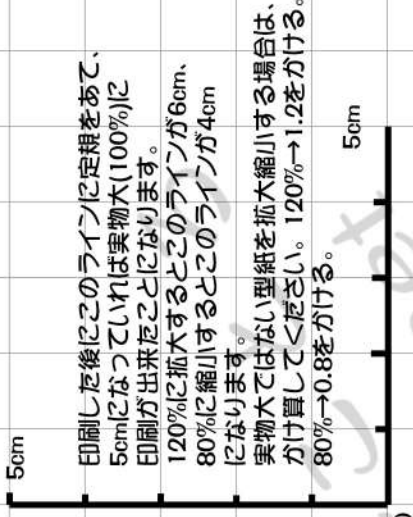 5cm
印刷した後にこのラインに定規をあて、
5cmになっていれば実物大(100%)に
印刷が出来たことになります。
120%に拡大するとこのラインが6cm、
80%に縮小するとこのラインが4cm
になります。
実物大ではない型紙を拡大縮小する場合は、
かけ算してください。120%→1.2をかける。
80%→0.8をかける。
5cm